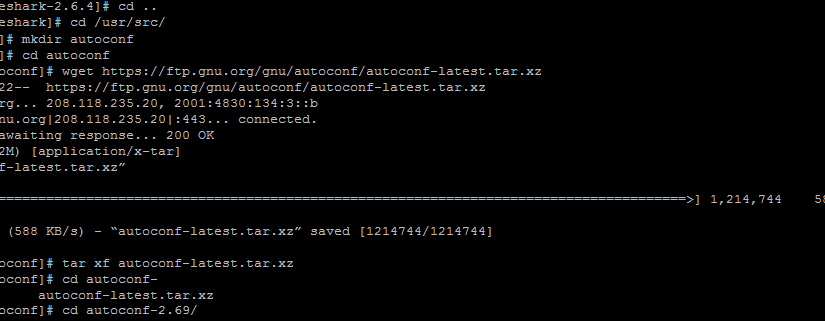 eshark-2.6.4]# cd ..
eshark]# cd /usr/src/
]# mkdir autoconf
]# cd autoconf
oconf]# wget https://ftp.gnu.org/gnu/autoconf/autoconf-latest.tar.xz
22-- https://ftp.gnu.org/gnu/autoconf/autoconf-latest.tar.xz
rg... 208.118.235.20, 2001:4830:134:3::b
nu.org|208.118.235.20|:443... connected.
awaiting response... 200 OK
2M) [application/x-tar]
f-latest.tar.xz”
======================================================================================>] 1,214,744 58
(588 KB/s) - “autoconf-latest.tar.xz” saved [1214744/1214744]
oconf]# tar xf autoconf-latest.tar.xz
oconf]# cd autoconf-
autoconf-latest.tar.xz
oconf]# cd autoconf-2.69/